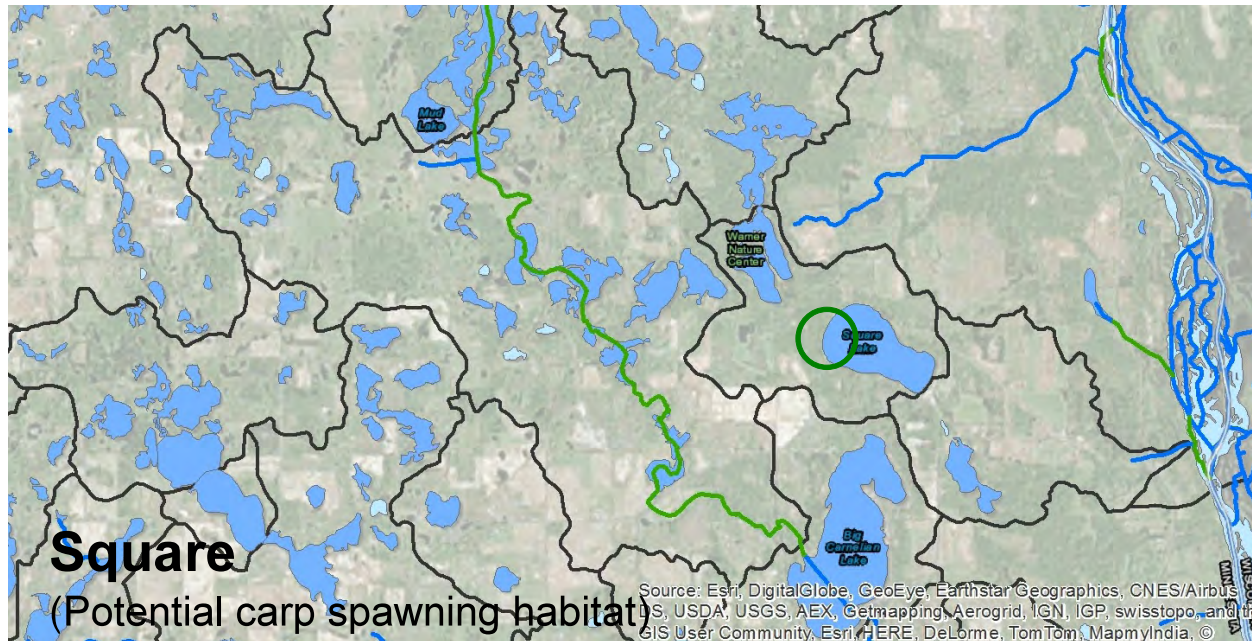 Mud
Lake
Warner
Nature
Center
Square
Lake
Big
Carnelian
Lake
Square
(Potential carp spawning habitat)
Source: Esri, DigitalGlobe, GeoEye, Earthstar Geographics, CNES/Airbus
DS, USDA, USGS, AEX, Getmapping, Aerogrid, IGN, IGP, swisstopo, and
GIS User Community, Esri, HERE, DeLorme, TomTom, MapmyIndia, ©